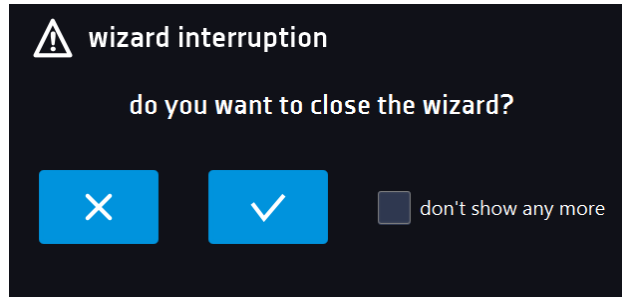 wizard interruption
do you want to close the wizard?
don't show any more